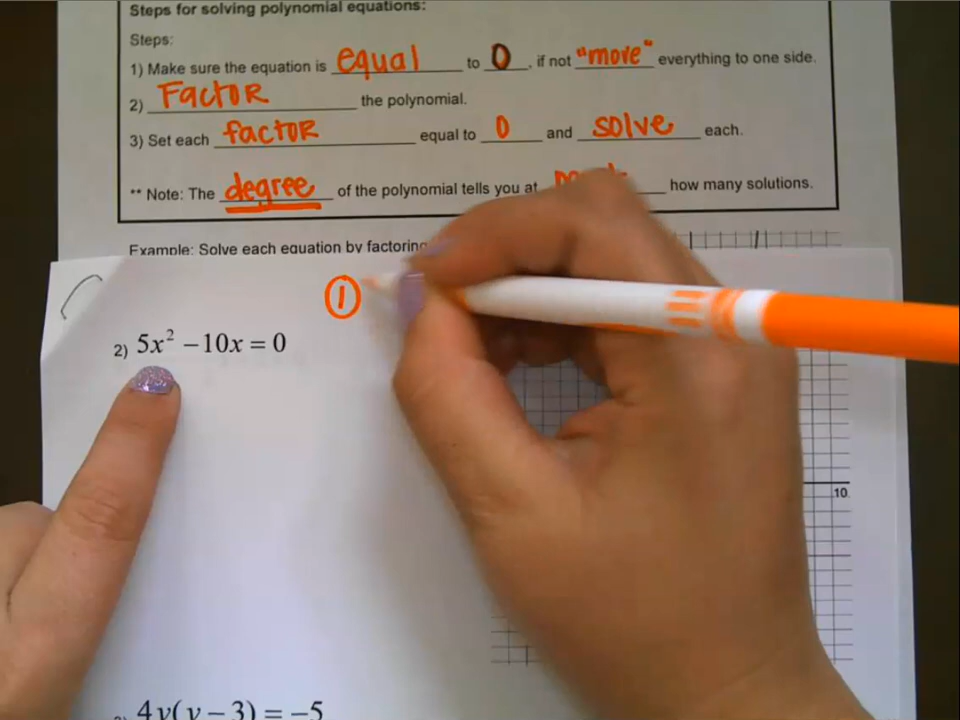 Steps for solving polynomial equations:
Steps:
1) Make sure the equation is equal to 0, if not "move" everything to one side.
2) FacTOR the polynomial.
3) Set each facTOR equal to 0 and solve each.
** Note: The degree of the polynomial tells you at how many solutions.
Example: Solve each equation by factoring
1
2) 5x² − 10x = 0
10
4y(y − 3) = −5